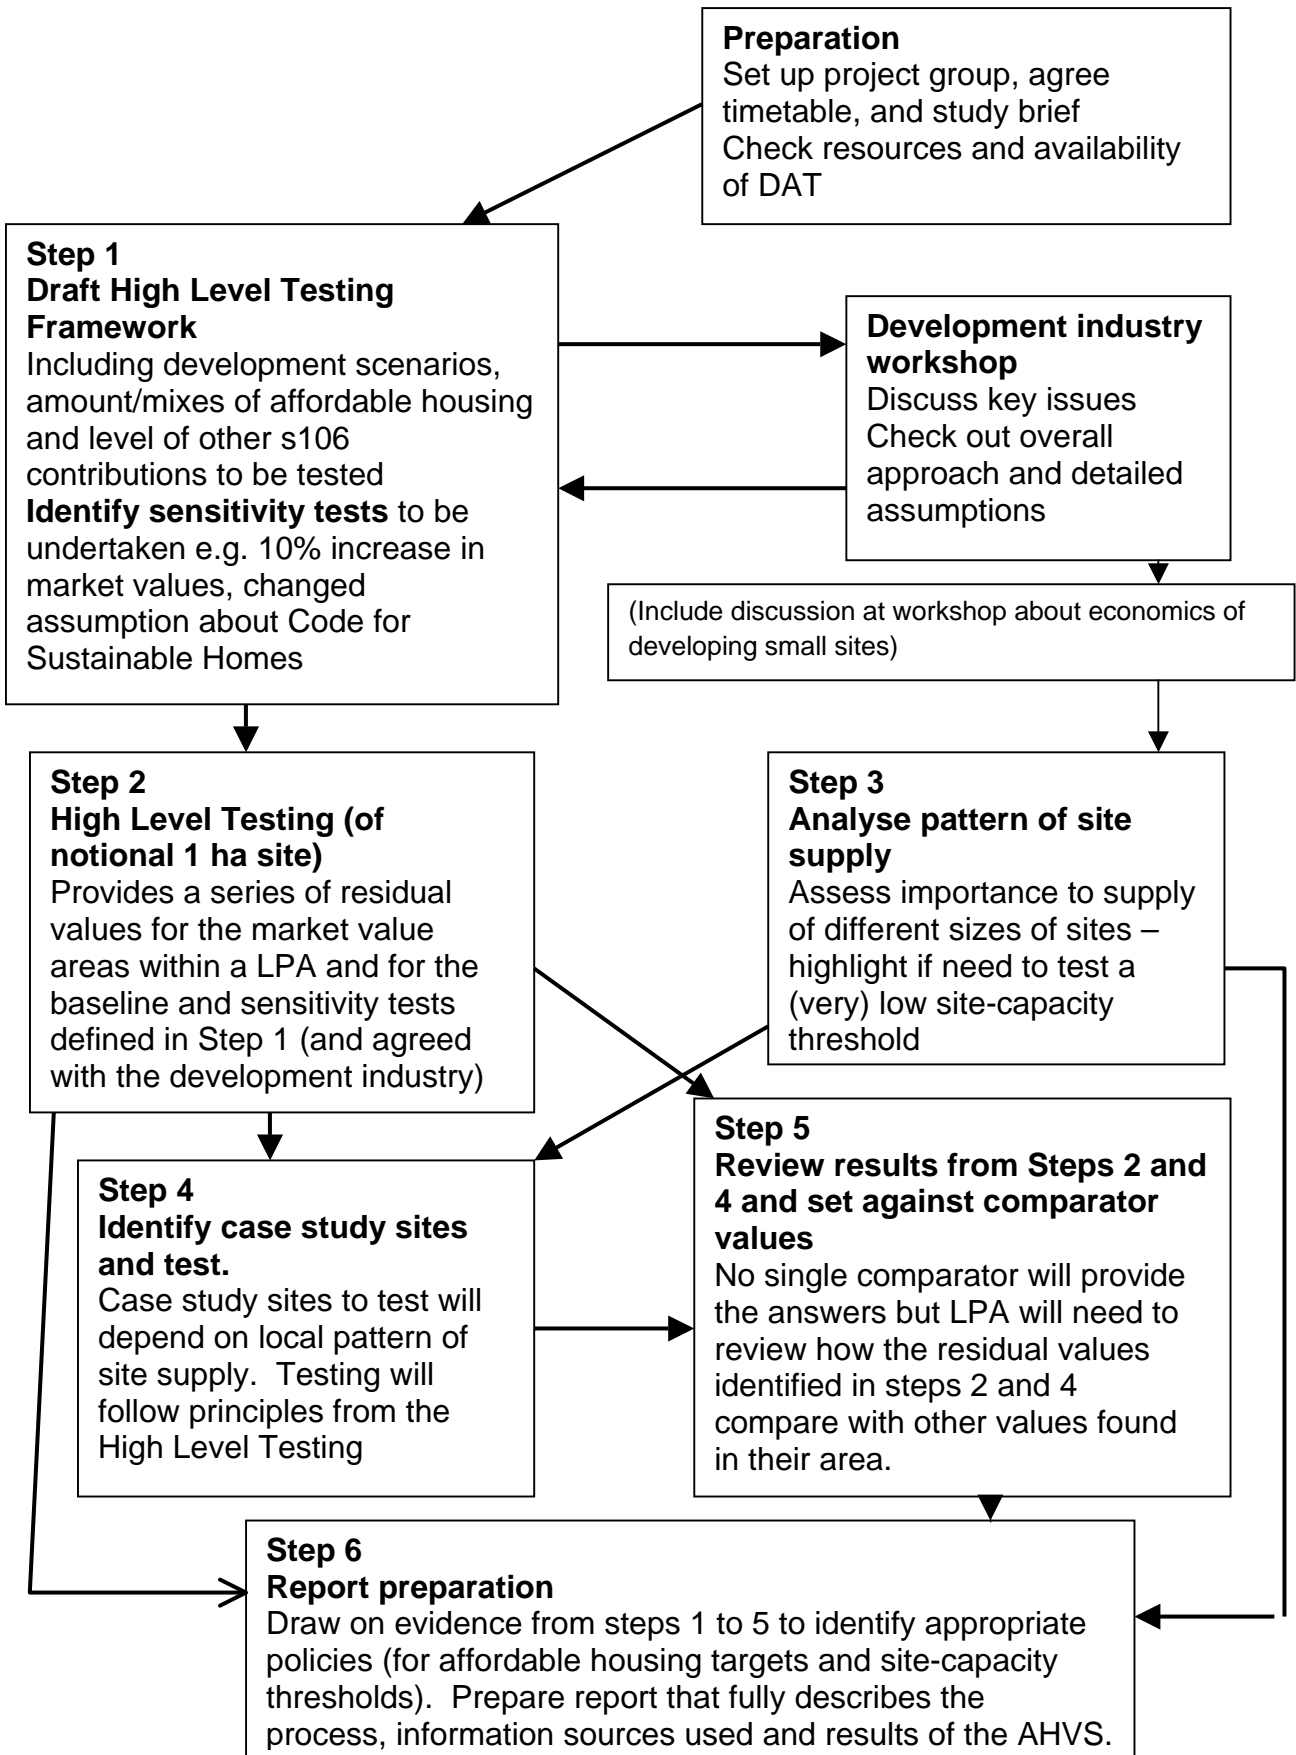 Preparation
Set up project group, agree
timetable, and study brief
Check resources and availability
of DAT
Step 1
Draft High Level Testing
Framework
Including development scenarios,
amount/mixes of affordable housing
and level of other s106
contributions to be tested
Identify sensitivity tests to be
undertaken e.g. 10% increase in
market values, changed
assumption about Code for
Sustainable Homes
Development industry
workshop
Discuss key issues
Check out overall
approach and detailed
assumptions
(Include discussion at workshop about economics of
developing small sites)
Step 2
High Level Testing (of
notional 1 ha site)
Provides a series of residual
values for the market value
areas within a LPA and for the
baseline and sensitivity tests
defined in Step 1 (and agreed
with the development industry)
Step 3
Analyse pattern of site
supply
Assess importance to supply
of different sizes of sites –
highlight if need to test a
(very) low site-capacity
threshold
Step 4
Identify case study sites
and test.
Case study sites to test will
depend on local pattern of
site supply.  Testing will
follow principles from the
High Level Testing
Step 5
Review results from Steps 2 and
4 and set against comparator
values
No single comparator will provide
the answers but LPA will need to
review how the residual values
identified in steps 2 and 4
compare with other values found
in their area.
Step 6
Report preparation
Draw on evidence from steps 1 to 5 to identify appropriate
policies (for affordable housing targets and site-capacity
thresholds).  Prepare report that fully describes the
process, information sources used and results of the AHVS.